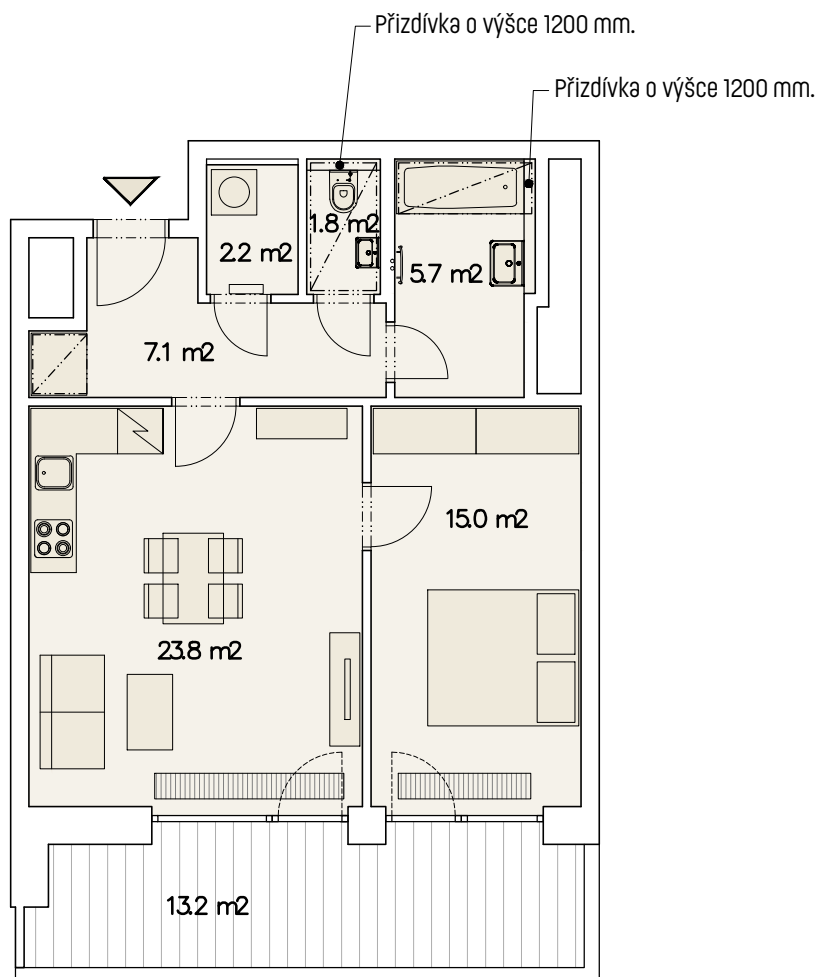 Přizdívka o výšce 1200 mm.
Přizdívka o výšce 1200 mm.
1.8 m2
2.2 m2
5.7 m2
7.1 m2
15.0 m2
23.8 m2
13.2 m2